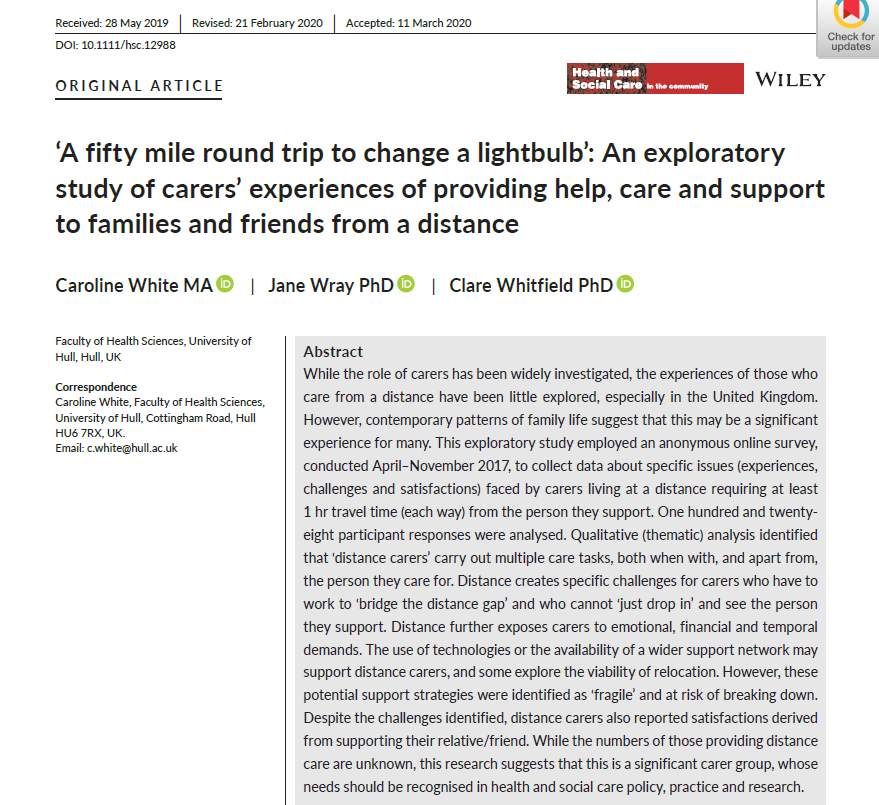 Received: 28 May 2019 | Revised: 21 February 2020 | Accepted: 11 March 2020
DOI: 10.1111/hsc.12988
Check for
updates
ORIGINAL ARTICLE
Health and
Social Care in the community
WILEY
‘A fifty mile round trip to change a lightbulb’: An exploratory
study of carers’ experiences of providing help, care and support
to families and friends from a distance
Caroline White MA iD | Jane Wray PhD iD | Clare Whitfield PhD iD
Faculty of Health Sciences, University of
Hull, Hull, UK
Correspondence
Caroline White, Faculty of Health Sciences,
University of Hull, Cottingham Road, Hull
HU6 7RX, UK.
Email: c.white@hull.ac.uk
Abstract
While the role of carers has been widely investigated, the experiences of those who
care from a distance have been little explored, especially in the United Kingdom.
However, contemporary patterns of family life suggest that this may be a significant
experience for many. This exploratory study employed an anonymous online survey,
conducted April–November 2017, to collect data about specific issues (experiences,
challenges and satisfactions) faced by carers living at a distance requiring at least
1 hr travel time (each way) from the person they support. One hundred and twenty-
eight participant responses were analysed. Qualitative (thematic) analysis identified
that ‘distance carers’ carry out multiple care tasks, both when with, and apart from,
the person they care for. Distance creates specific challenges for carers who have to
work to ‘bridge the distance gap’ and who cannot ‘just drop in’ and see the person
they support. Distance further exposes carers to emotional, financial and temporal
demands. The use of technologies or the availability of a wider support network may
support distance carers, and some explore the viability of relocation. However, these
potential support strategies were identified as ‘fragile’ and at risk of breaking down.
Despite the challenges identified, distance carers also reported satisfactions derived
from supporting their relative/friend. While the numbers of those providing distance
care are unknown, this research suggests that this is a significant carer group, whose
needs should be recognised in health and social care policy, practice and research.